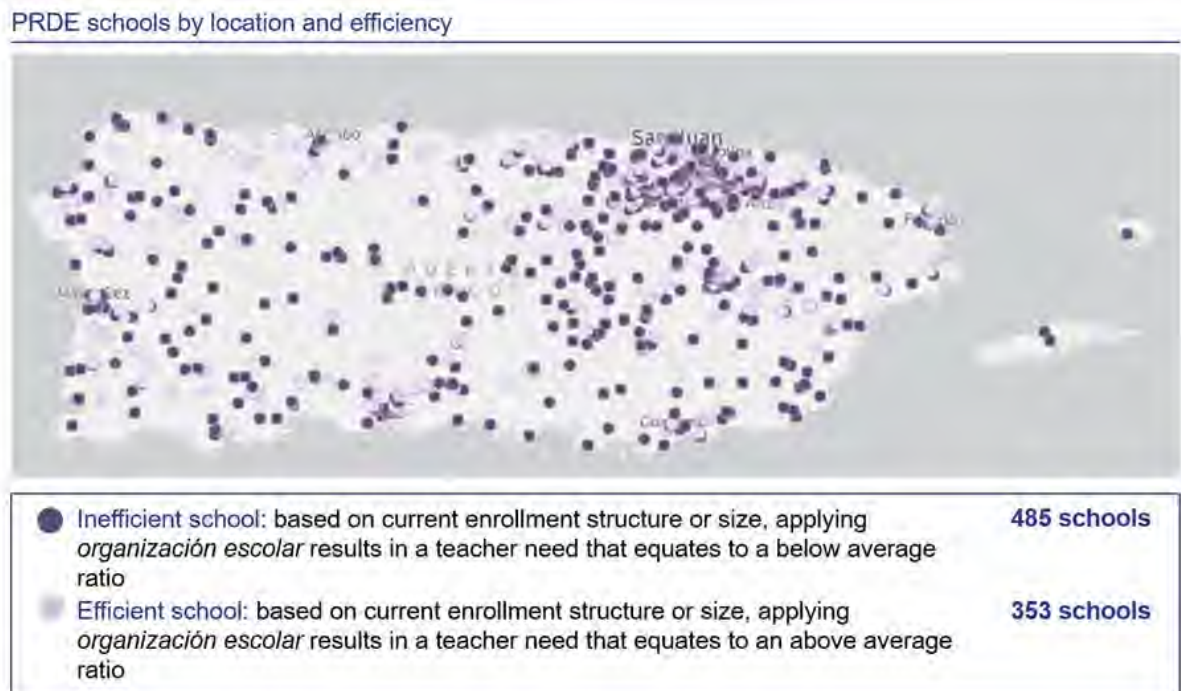 PRDE schools by location and efficiency
San Juan
Inefficient school: based on current enrollment structure or size, applying
organización escolar results in a teacher need that equates to a below average
ratio
485 schools
Efficient school: based on current enrollment structure or size, applying
organización escolar results in a teacher need that equates to an above average
ratio
353 schools